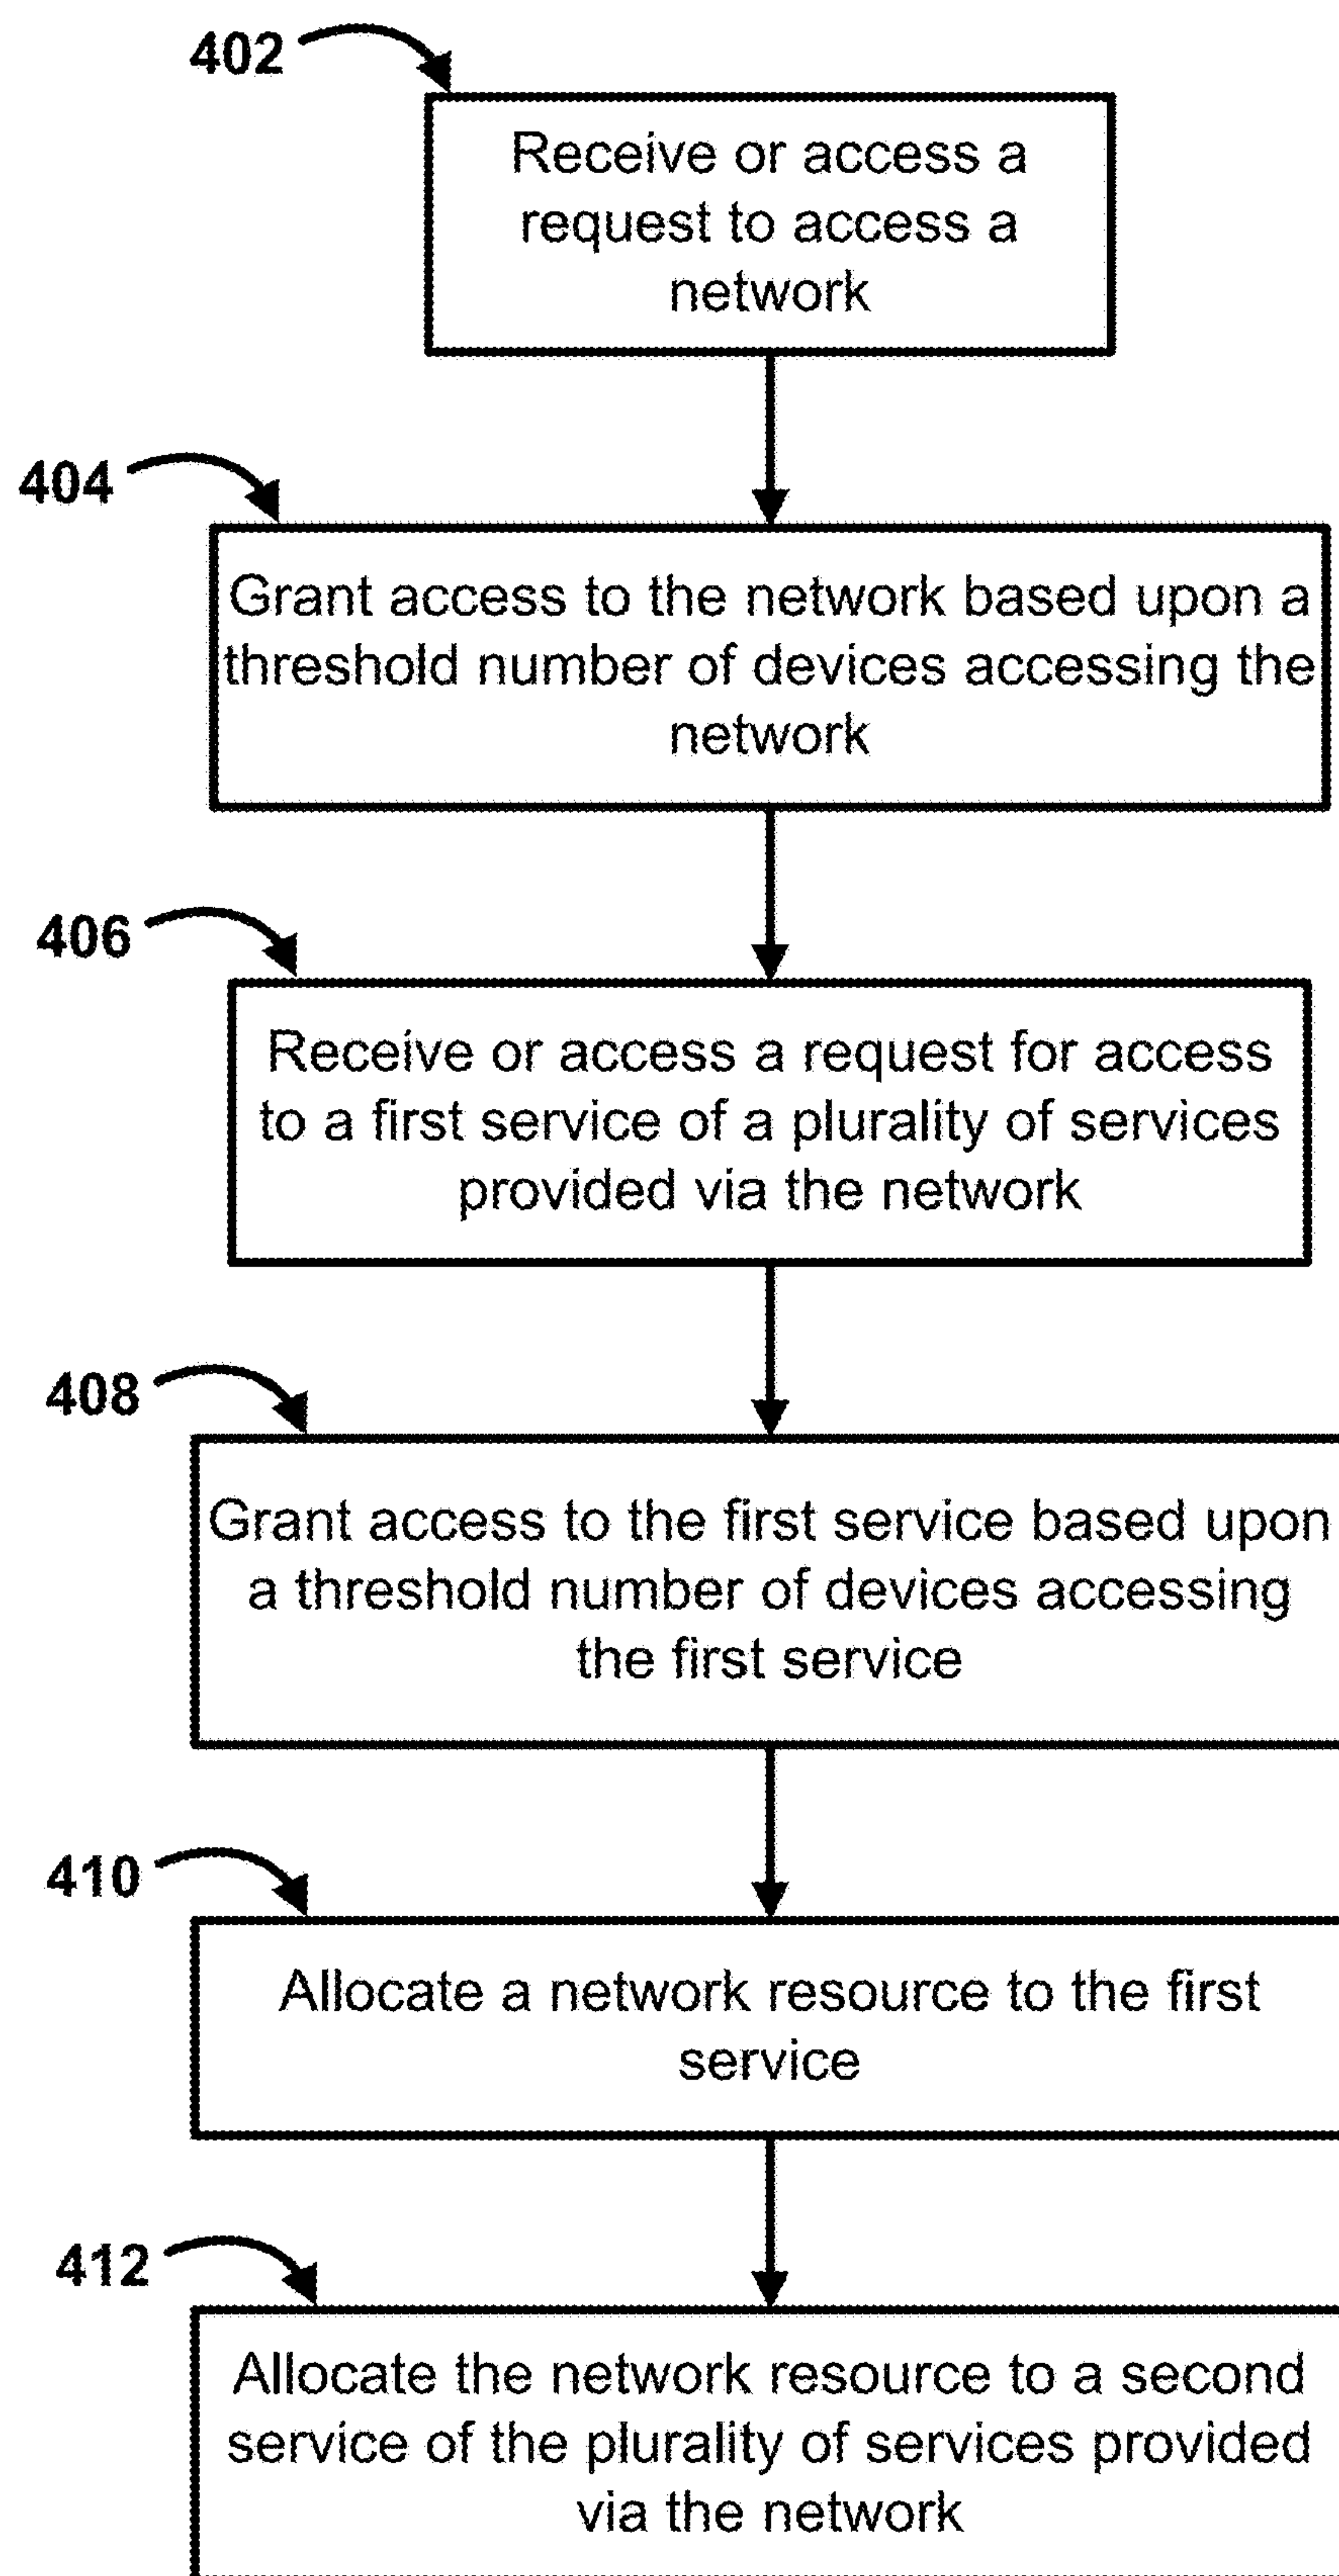 402
Receive or access a
request to access a
network
404
Grant access to the network based upon a
threshold number of devices accessing the
network
406
Receive or access a request for access
to a first service of a plurality of services
provided via the network
408
Grant access to the first service based upon
a threshold number of devices accessing
the first service
410
Allocate a network resource to the first
service
412
Allocate the network resource to a second
service of the plurality of services provided
via the network